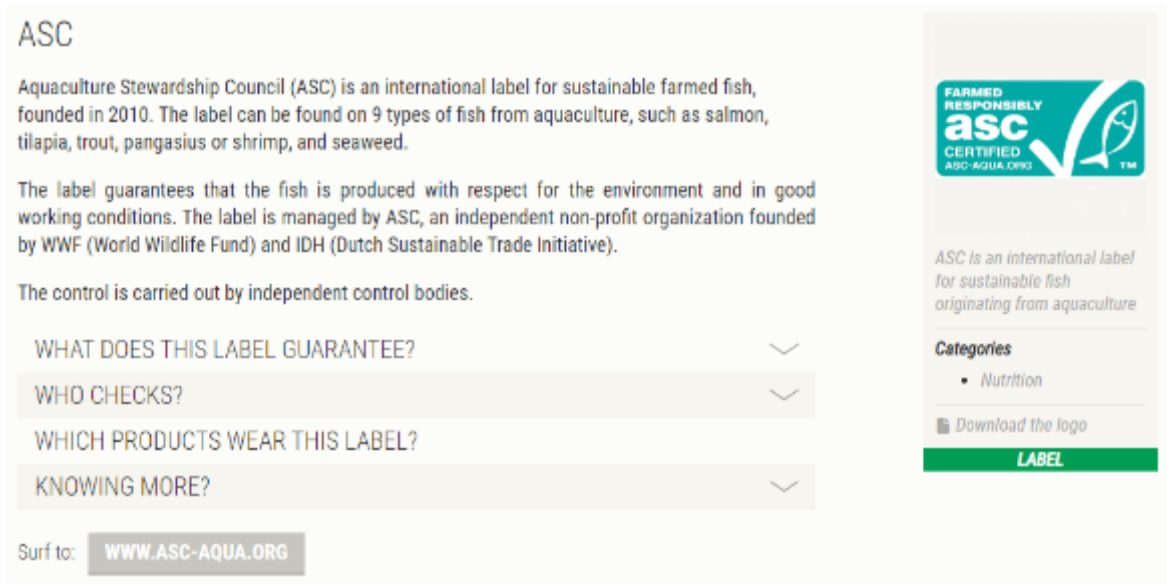 ASC
Aquaculture Stewardship Council (ASC) is an international label for sustainable farmed fish,
founded in 2010. The label can be found on 9 types of fish from aquaculture, such as salmon,
tilapia, trout, pangasius or shrimp, and seaweed.
The label guarantees that the fish is produced with respect for the environment and in good
working conditions. The label is managed by ASC, an independent non-profit organization founded
by WWF (World Wildlife Fund) and IDH (Dutch Sustainable Trade Initiative).
The control is carried out by independent control bodies.
WHAT DOES THIS LABEL GUARANTEE?
WHO CHECKS?
WHICH PRODUCTS WEAR THIS LABEL?
KNOWING MORE?
Surf to: WWW.ASC-AQUA.ORG
FARMED
RESPONSIBLY
asc
CERTIFIED
ASC-AQUA.ORG
TM
ASC is an international label
for sustainable fish
originating from aquaculture
Categories
• Nutrition
Download the logo
LABEL